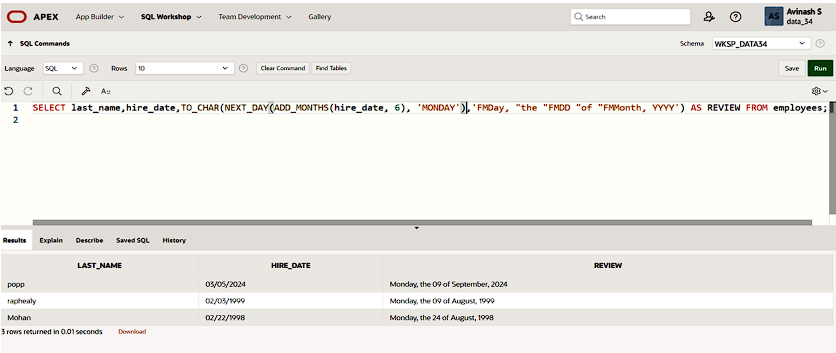 APEX App Builder SQL Workshop Team Development Gallery Search AS Avinash S
data_34
SQL Commands Schema WKSP_DATA34
Language SQL Rows 10 Clear Command Find Tables Save Run
1 SELECT last_name,hire_date,TO_CHAR(NEXT_DAY(ADD_MONTHS(hire_date, 6), 'MONDAY'),'FMDay, "the "FMDD "of "FMMonth, YYYY') AS REVIEW FROM employees;
2
Results Explain Describe Saved SQL History
LAST_NAME HIRE_DATE REVIEW
popp 03/05/2024 Monday, the 09 of September, 2024
raphealy 02/03/1999 Monday, the 09 of August, 1999
Mohan 02/22/1998 Monday, the 24 of August, 1998
3 rows returned in 0.01 seconds Download